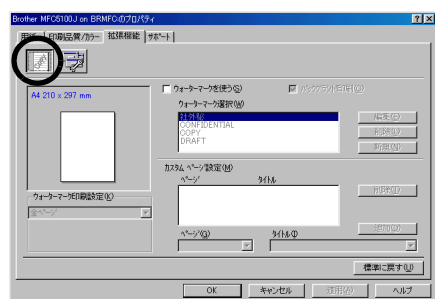 Brother MFC5100J on BRMFCのプロパティ
用紙 印刷品質/カラー 拡張機能 サポート
A4 210 x 297 mm
ウォーターマークを使う(S)
バックグラウンド印刷(G)
ウォーターマーク選択(W)
社外秘
CONFIDENTIAL
COPY
DRAFT
編集(E)
削除(L)
新規(N)
カスタム ページ設定(M)
ページ タイトル
削除(X)
追加(D)
ページ(G) タイトル(I)
ウォーターマーク印刷設定(K)
全ページ
標準に戻す(U)
OK キャンセル 適用(A) ヘルプ